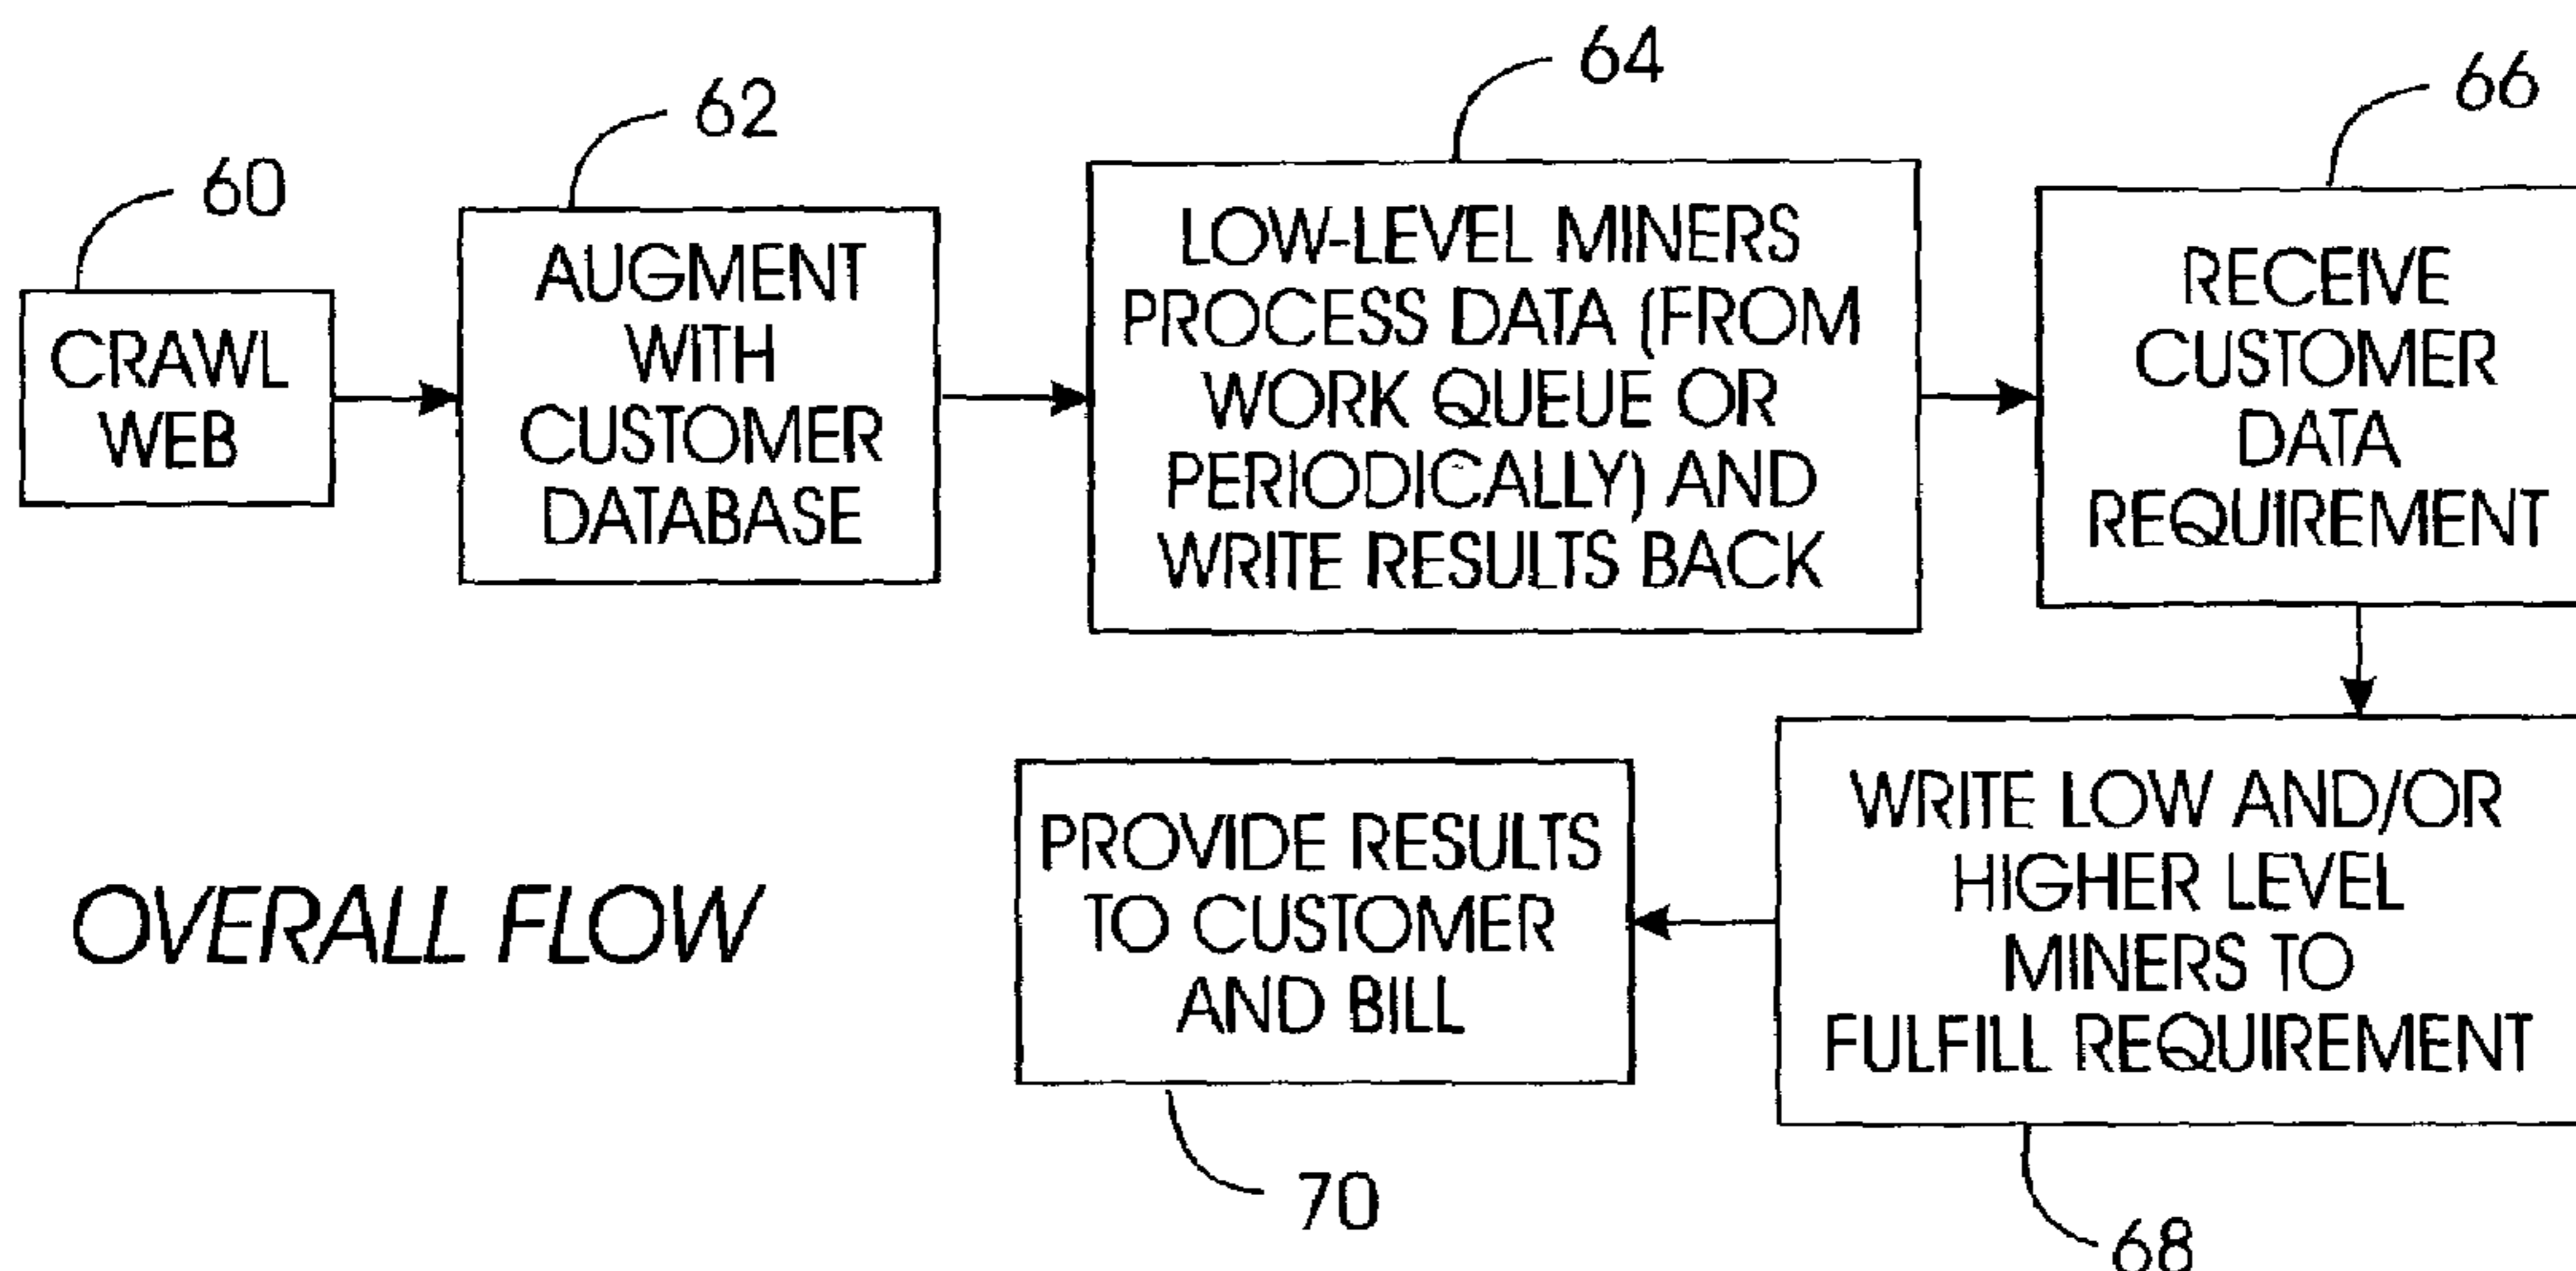 60
CRAWL
WEB
62
AUGMENT
WITH
CUSTOMER
DATABASE
64
LOW-LEVEL MINERS
PROCESS DATA (FROM
WORK QUEUE OR
PERIODICALLY) AND
WRITE RESULTS BACK
66
RECEIVE
CUSTOMER
DATA
REQUIREMENT
WRITE LOW AND/OR
HIGHER LEVEL
MINERS TO
FULFILL REQUIREMENT
68
PROVIDE RESULTS
TO CUSTOMER
AND BILL
70
OVERALL FLOW